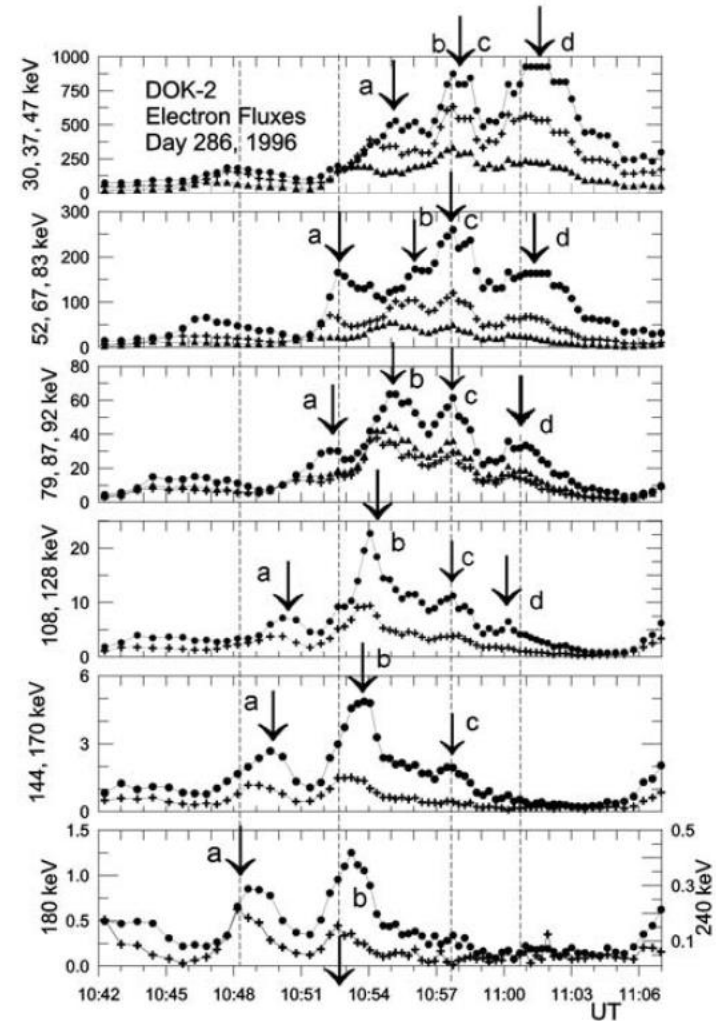 a
b
c
d
1000
750
500
250
0
DOK-2
Electron Fluxes
Day 286, 1996
30, 37, 47 keV
a
b
c
d
300
200
100
0
52, 67, 83 keV
a
b
c
d
80
60
40
20
0
79, 87, 92 keV
a
b
c
d
20
10
0
108, 128 keV
a
b
c
6
3
0
144, 170 keV
a
b
1.5
1.0
0.5
0.0
180 keV
0.5
0.3
0.1
240 keV
10:42 10:45 10:48 10:51 10:54 10:57 11:00 11:03 11:06
UT